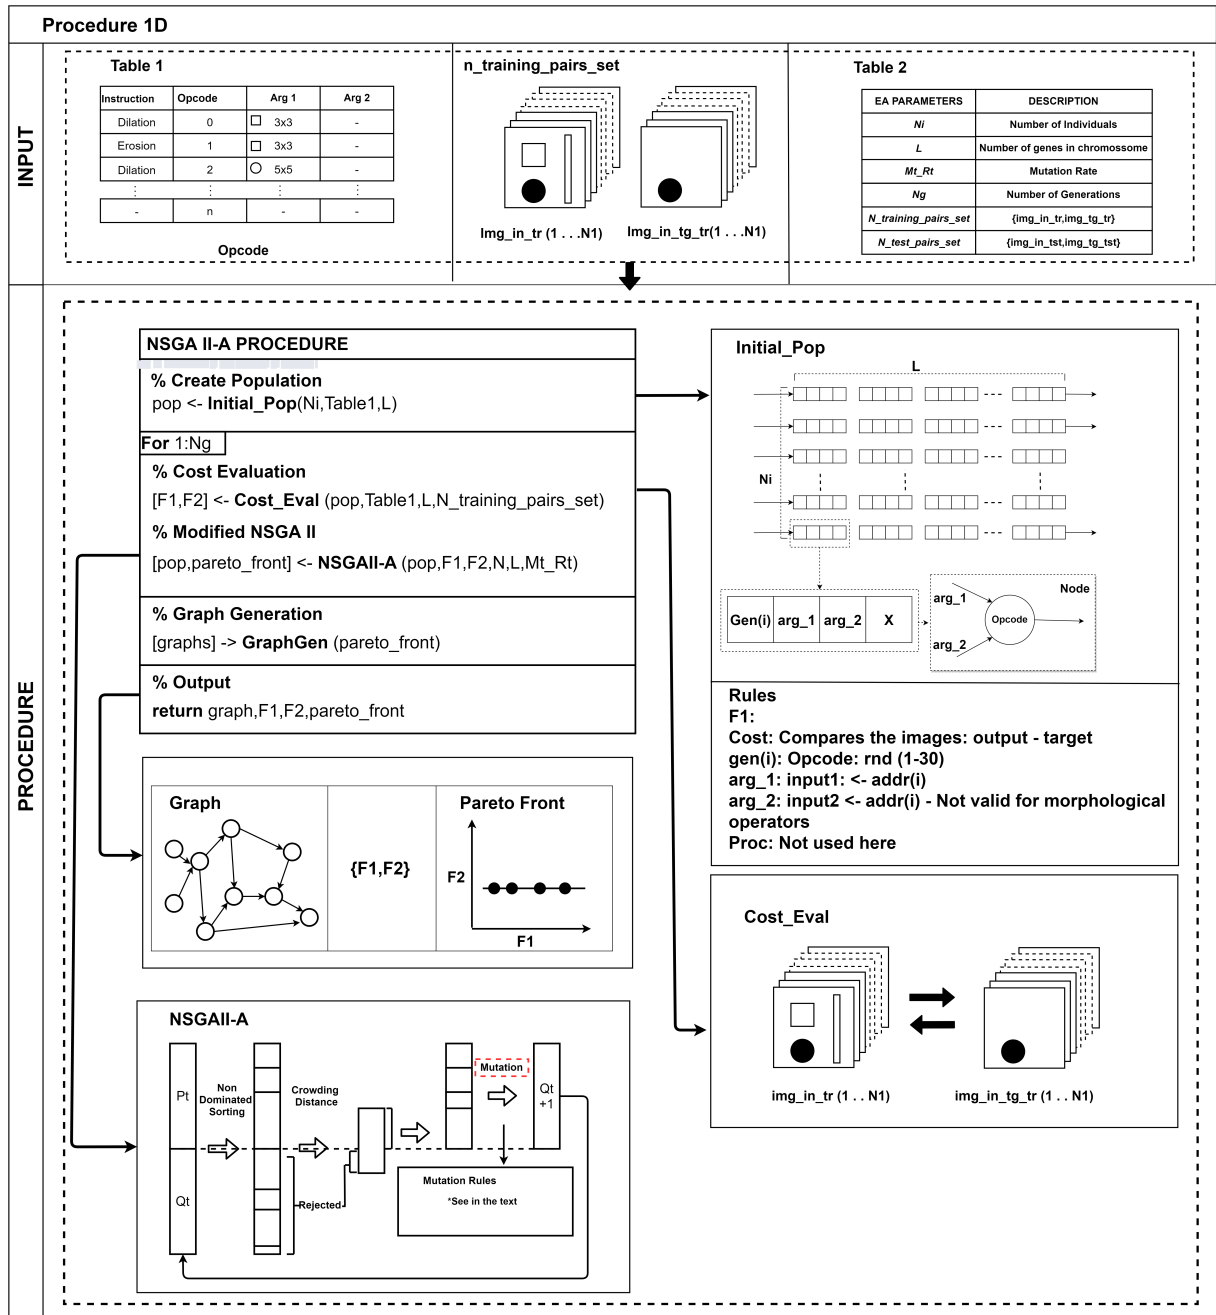 Procedure 1D
INPUT
Table 1
Instruction Opcode Arg 1 Arg 2
Dilation 0 3x3 -
Erosion 1 3x3 -
Dilation 2 5x5 -
- n - -
Opcode
n_training_pairs_set
Img_in_tr (1 . . .N1) Img_in_tg_tr(1 . . .N1)
Table 2
EA PARAMETERS DESCRIPTION
Ni Number of Individuals
L Number of genes in chromossome
Mt_Rt Mutation Rate
Ng Number of Generations
N_training_pairs_set {img_in_tr,img_tg_tr}
N_test_pairs_set {img_in_tst,img_tg_tst}
PROCEDURE
NSGA II-A PROCEDURE
% Create Population
pop <- Initial_Pop(Ni,Table1,L)
For 1:Ng
% Cost Evaluation
[F1,F2] <- Cost_Eval (pop,Table1,L,N_training_pairs_set)
% Modified NSGA II
[pop,pareto_front] <- NSGAII-A (pop,F1,F2,N,L,Mt_Rt)
% Graph Generation
[graphs] -> GraphGen (pareto_front)
% Output
return graph,F1,F2,pareto_front
Initial_Pop
L
Ni
Gen(i) arg_1 arg_2 X
Node
arg_1
Opcode
arg_2
Rules
F1:
Cost: Compares the images: output - target
gen(i): Opcode: rnd (1-30)
arg_1: input1: <- addr(i)
arg_2: input2 <- addr(i) - Not valid for morphological
operators
Proc: Not used here
Graph
{F1,F2}
Pareto Front
F2
F1
Cost_Eval
img_in_tr (1 . . N1) img_in_tg_tr (1 . . N1)
NSGAII-A
Pt
Qt
Non
Dominated
Sorting
Crowding
Distance
Rejected
Mutation
Qt
+1
Mutation Rules
*See in the text